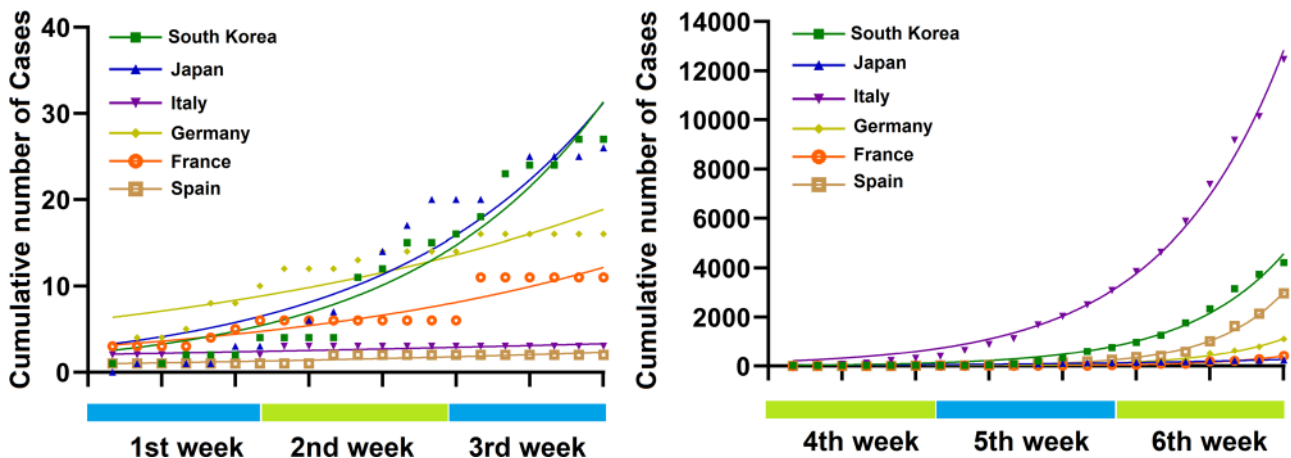 Cumulative number of Cases
40
30
20
10
0
South Korea
Japan
Italy
Germany
France
Spain
1st week
2nd week
3rd week
Cumulative number of Cases
14000
12000
10000
8000
6000
4000
2000
0
South Korea
Japan
Italy
Germany
France
Spain
4th week
5th week
6th week